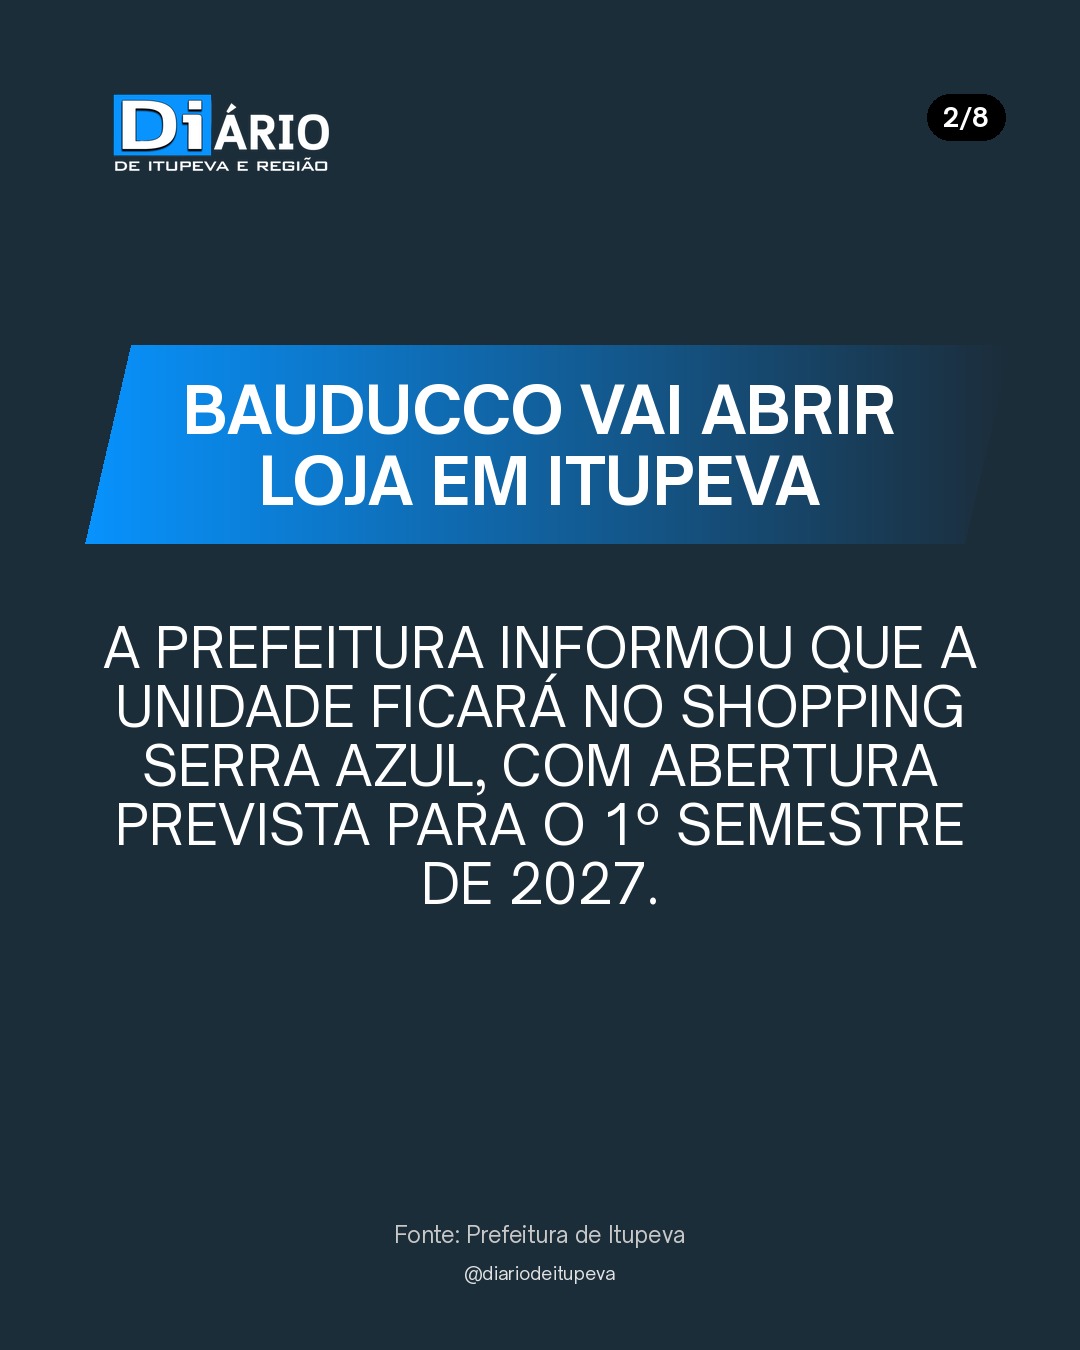 DiÁRIO
DE ITUPEVA E REGIÃO
2/8
BAUDUCCO VAI ABRIR
LOJA EM ITUPEVA
A PREFEITURA INFORMOU QUE A
UNIDADE FICARÁ NO SHOPPING
SERRA AZUL, COM ABERTURA
PREVISTA PARA O 1º SEMESTRE
DE 2027.
Fonte: Prefeitura de Itupeva
@diariodeitupeva